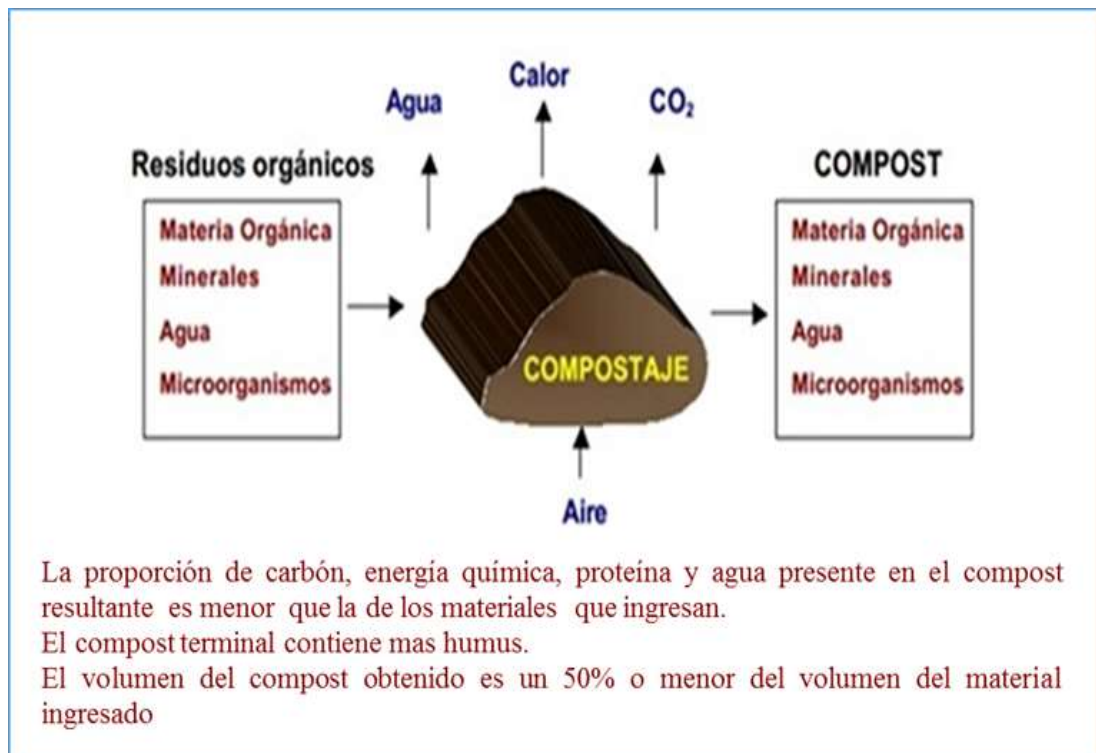 Calor
Agua
CO₂
Residuos orgánicos
COMPOST
Materia Orgánica
Minerales
Agua
Microorganismos
COMPOSTAJE
Materia Orgánica
Minerales
Agua
Microorganismos
Aire
La proporción de carbón, energía química, proteína y agua presente en el compost
resultante es menor que la de los materiales que ingresan.
El compost terminal contiene mas humus.
El volumen del compost obtenido es un 50% o menor del volumen del material
ingresado